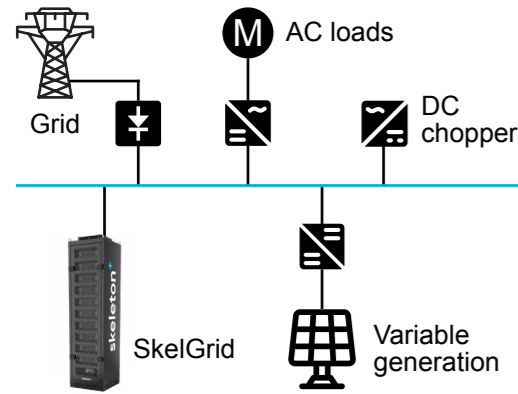 M
AC loads
Grid
DC
chopper
skeleton
SkelGrid
Variable
generation